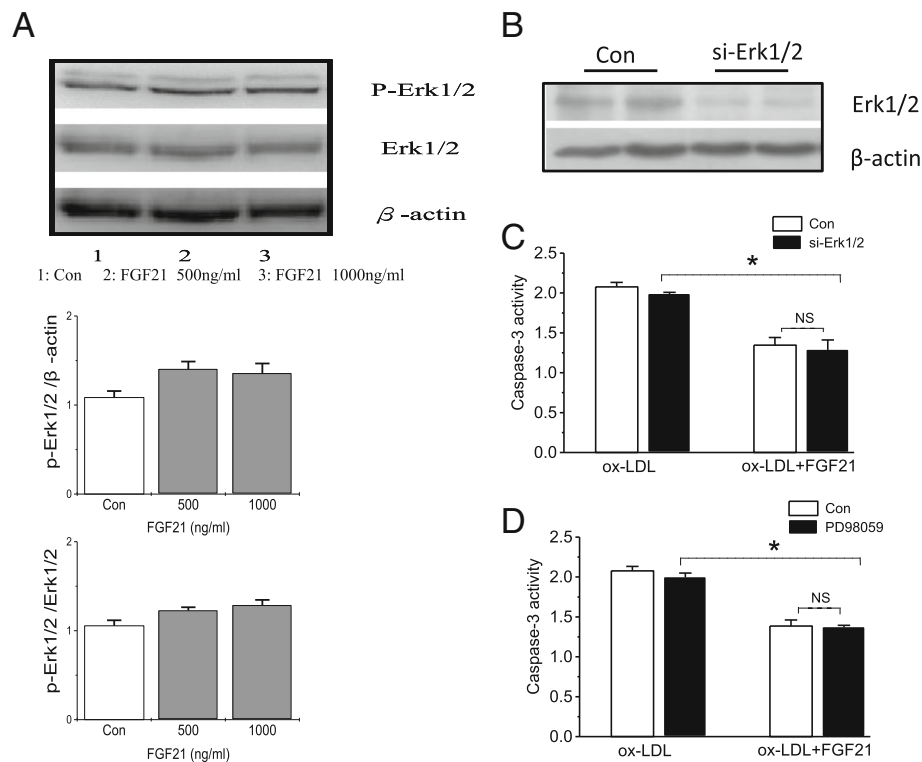 A
P-Erk1/2
Erk1/2
β-actin
1 2 3
1: Con 2: FGF21 500ng/ml 3: FGF21 1000ng/ml
p-Erk1/2 /β-actin
2
1
0
Con 500 1000
FGF21 (ng/ml)
p-Erk1/2 /Erk1/2
2
1
0
Con 500 1000
FGF21 (ng/ml)
B
Con si-Erk1/2
Erk1/2
β-actin
C
Con
si-Erk1/2
Caspase-3 activity
2.5
2.0
1.5
1.0
0.5
0.0
*
NS
ox-LDL ox-LDL+FGF21
D
Con
PD98059
Caspase-3 activity
2.5
2.0
1.5
1.0
0.5
0.0
*
NS
ox-LDL ox-LDL+FGF21